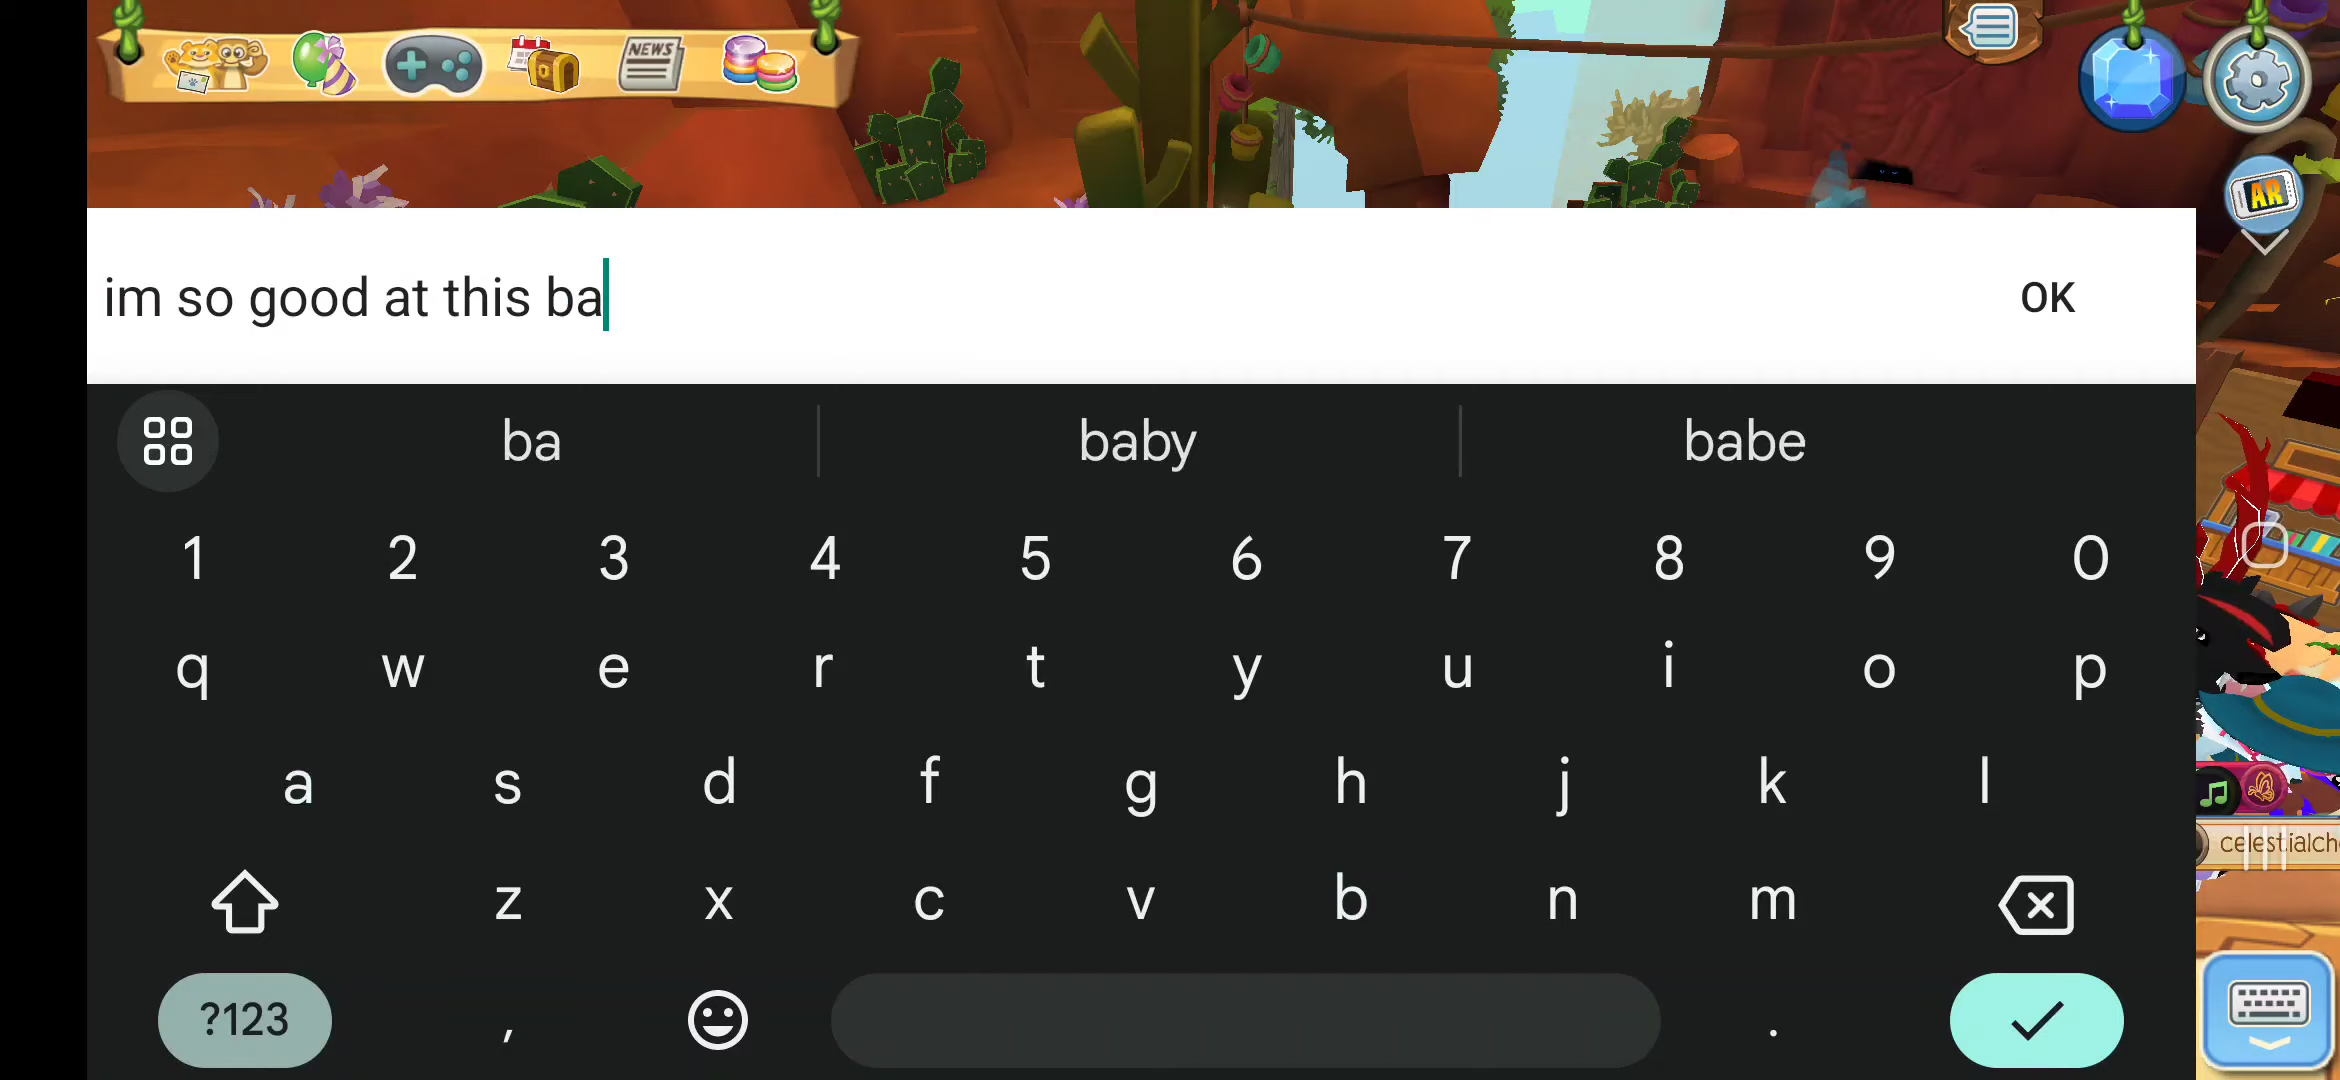 NEWS
AR
im so good at this ba
OK
ba baby babe
1 2 3 4 5 6 7 8 9 0
q w e r t y u i o p
a s d f g h j k l
z x c v b n m
?123 , .
celestialch